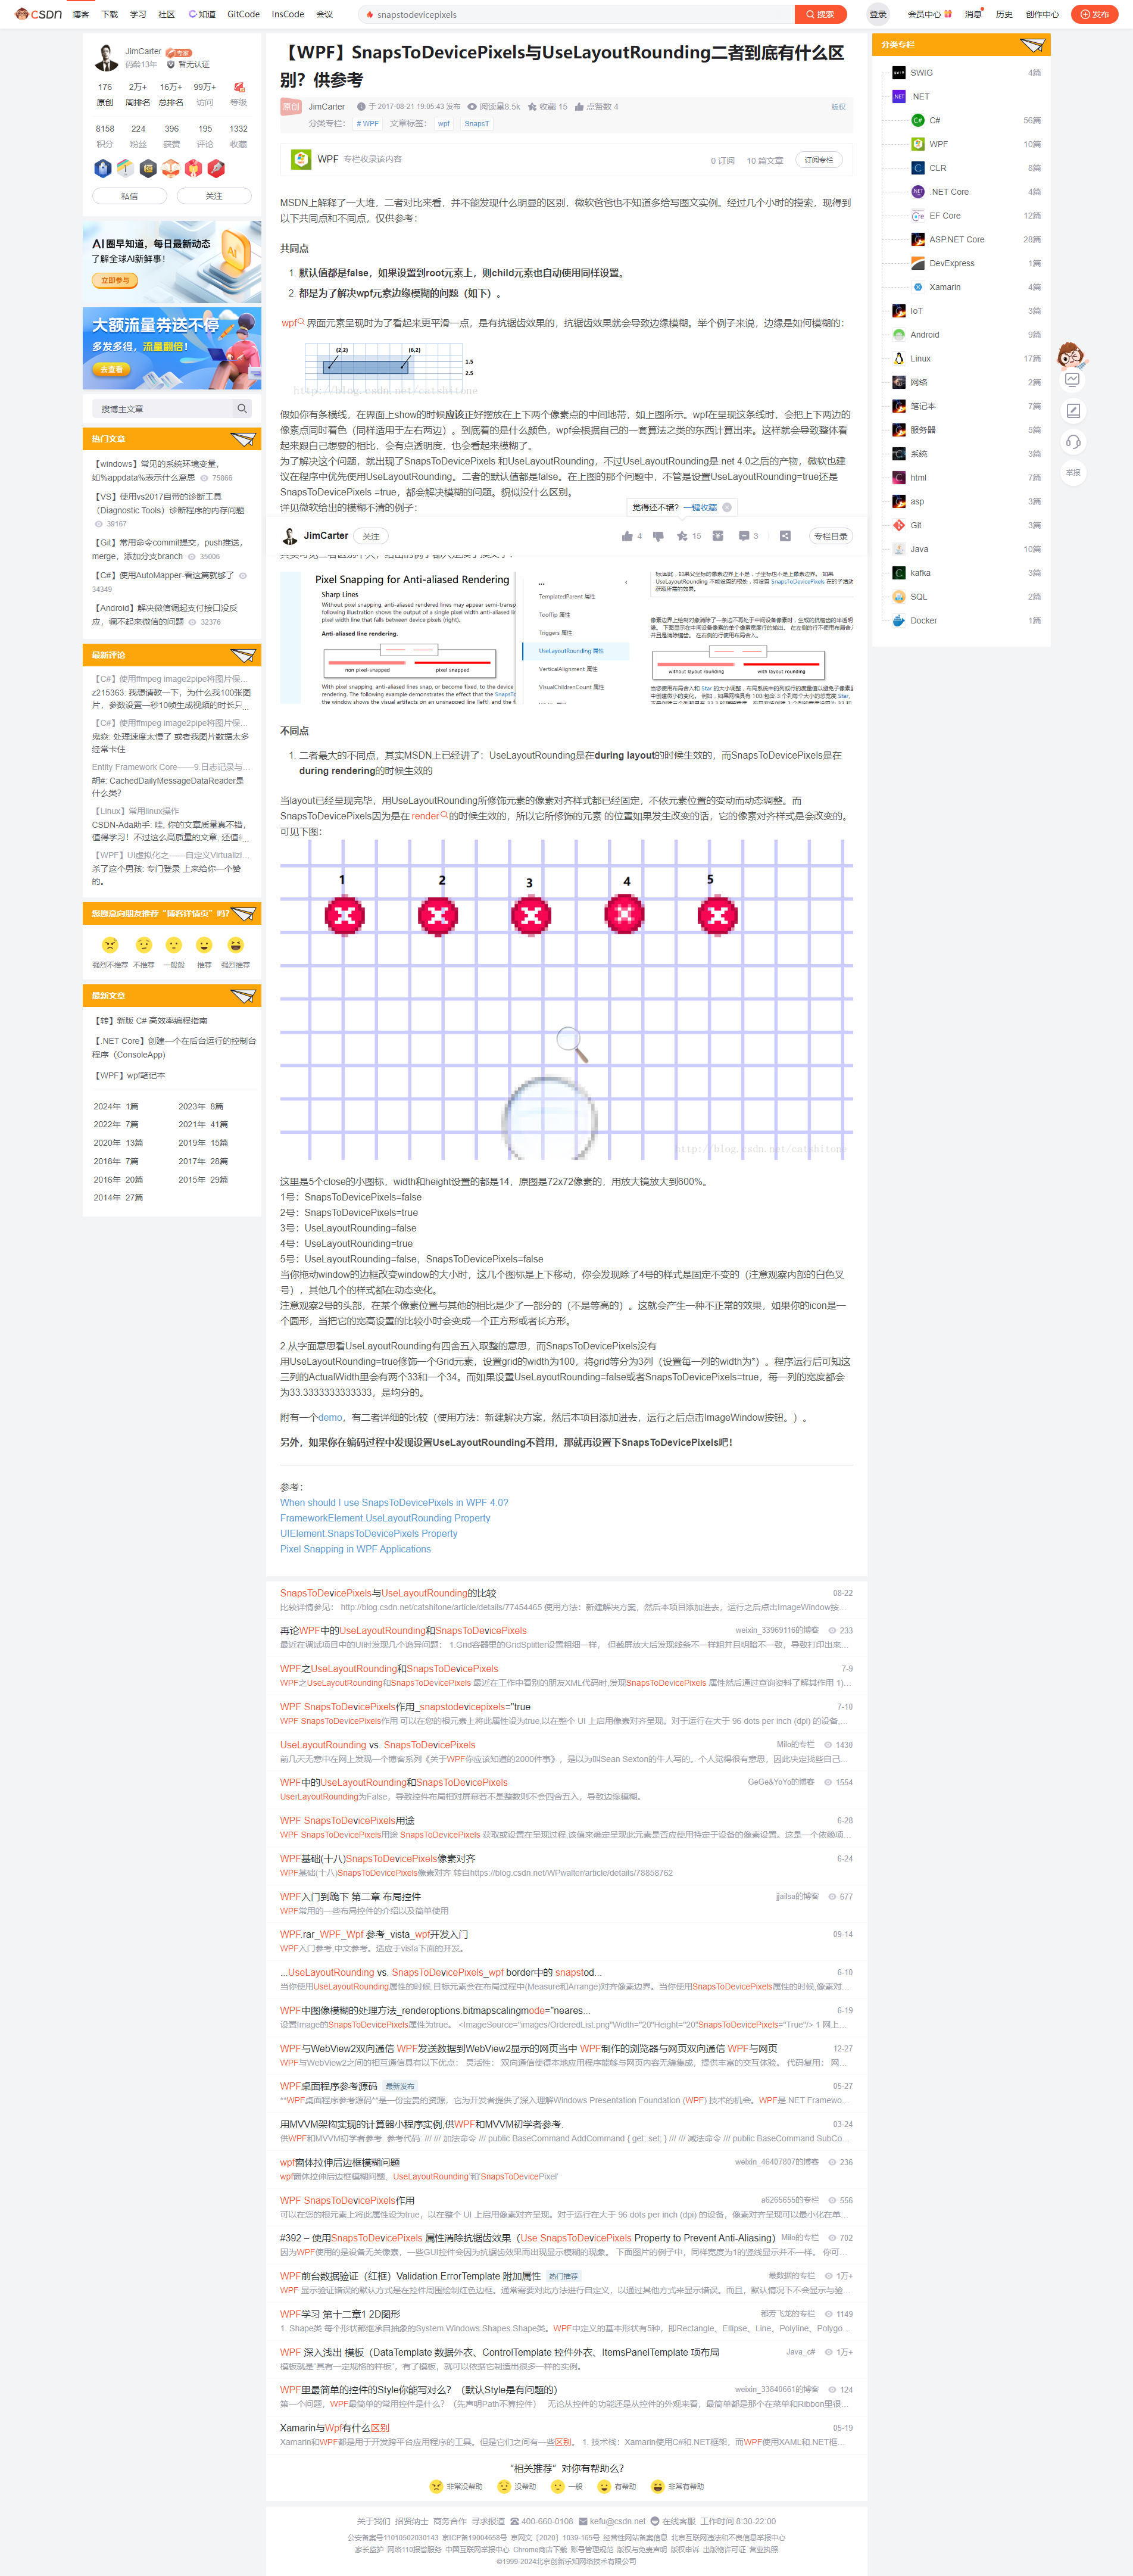 CSDN 博客 下载 学习 社区 知道 GitCode InsCode 会议 snapstodevicepixels 搜索 登录 会员中心 消息 历史 创作中心 发布
JimCarter
码龄13年 暂无认证
176 2万+ 16万+ 99万+
原创 周排名 总排名 访问 等级
8158 224 396 195 1332
积分 粉丝 获赞 评论 收藏
私信 关注
AI圈早知道，每日最新动态
了解全球AI新鲜事！
立即参与
大额流量券送不停
多发多得，流量翻倍！
去查看
搜博主文章
热门文章
【windows】常见的系统环境变量，
如%appdata%表示什么意思 75866
【VS】使用vs2017自带的诊断工具
（Diagnostic Tools）诊断程序的内存问题
39167
【Git】常用命令commit提交，push推送，
merge，添加分支branch 35006
【C#】使用AutoMapper-看这篇就够了
34349
【Android】解决微信调起支付接口没反
应，调不起来微信的问题 32376
最新评论
【C#】使用ffmpeg image2pipe将图片保...
z215363: 我想请教一下，为什么我100张图
片，参数设置一秒10帧生成视频的时长只
【C#】使用ffmpeg image2pipe将图片保...
鬼焱: 处理速度太慢了 或者我图片数据太多
经常卡住
Entity Framework Core——9.日志记录与...
胡#: CachedDailyMessageDataReader是
什么类?
【Linux】常用linux操作
CSDN-Ada助手: 哇, 你的文章质量真不错，
值得学习！不过这么高质量的文章, 还值
【WPF】UI虚拟化之——自定义Virtualizi...
杀了这个男孩: 专门登录 上来给你一个赞
的。
您愿意向朋友推荐“博客详情页”吗？
强烈不推荐 不推荐 一般般 推荐 强烈推荐
最新文章
【转】新版 C# 高效率编程指南
【.NET Core】创建一个在后台运行的控制台
程序（ConsoleApp)
【WPF】wpf笔记本
2024年 1篇 2023年 8篇
2022年 7篇 2021年 41篇
2020年 13篇 2019年 15篇
2018年 7篇 2017年 28篇
2016年 20篇 2015年 29篇
2014年 27篇
【WPF】SnapsToDevicePixels与UseLayoutRounding二者到底有什么区
别？供参考
原创 JimCarter 于 2017-08-21 19:05:43 发布 阅读量8.5k 收藏 15 点赞数 4 版权
分类专栏： # WPF 文章标签： wpf SnapsT
WPF 专栏收录该内容 0 订阅 10 篇文章 订阅专栏
MSDN上解释了一大堆，二者对比来看，并不能发现什么明显的区别，微软爸爸也不知道多给写图文实例。经过几个小时的摸索，现得到
以下共同点和不同点，仅供参考：
共同点
1. 默认值都是false，如果设置到root元素上，则child元素也自动使用同样设置。
2. 都是为了解决wpf元素边缘模糊的问题（如下）。
wpf 界面元素呈现时为了看起来更平滑一点，是有抗锯齿效果的，抗锯齿效果就会导致边缘模糊。举个例子来说，边缘是如何模糊的：
(2,2) (6,2)
1.5
2.5
http://blog.csdn.net/catshitone
假如你有条横线，在界面上show的时候应该正好摆放在上下两个像素点的中间地带，如上图所示。wpf在呈现这条线时，会把上下两边的
像素点同时着色（同样适用于左右两边）。到底着的是什么颜色，wpf会根据自己的一套算法之类的东西计算出来。这样就会导致整体看
起来跟自己想要的相比，会有点透明度，也会看起来模糊了。
为了解决这个问题，就出现了SnapsToDevicePixels 和UseLayoutRounding，不过UseLayoutRounding是.net 4.0之后的产物，微软也建
议在程序中优先使用UseLayoutRounding。二者的默认值都是false。在上图的那个问题中，不管是设置UseLayoutRounding=true还是
SnapsToDevicePixels =true，都会解决模糊的问题。貌似没什么区别。
详见微软给出的模糊不清的例子：
觉得还不错？ 一键收藏
JimCarter 关注 4 15 3 专栏目录
Pixel Snapping for Anti-aliased Rendering
Sharp Lines
Without pixel snapping, anti-aliased rendered lines may appear semi-transp
following illustration shows the output of a single pixel width anti-aliased li
pixel width line that falls between device pixels (right).
Anti-aliased line rendering.
non pixel-snapped pixel snapped
With pixel snapping, anti-aliased lines snap, or become fixed, to the device
rendering. The following example demonstrates the effect that the SnapsT
...
TemplatedParent 属性
ToolTip 属性
Triggers 属性
UseLayoutRounding 属性
VerticalAlignment 属性
VisualChildrenCount 属性
without layout rounding with layout rounding
不同点
1. 二者最大的不同点，其实MSDN上已经讲了：UseLayoutRounding是在during layout的时候生效的，而SnapsToDevicePixels是在
during rendering的时候生效的
当layout已经呈现完毕，用UseLayoutRounding所修饰元素的像素对齐样式都已经固定，不依元素位置的变动而动态调整。而
SnapsToDevicePixels因为是在 render 的时候生效的，所以它所修饰的元素 的位置如果发生改变的话，它的像素对齐样式是会改变的。
可见下图：
1 2 3 4 5
http://blog.csdn.net/catshitone
这里是5个close的小图标，width和height设置的都是14，原图是72x72像素的，用放大镜放大到600%。
1号：SnapsToDevicePixels=false
2号：SnapsToDevicePixels=true
3号：UseLayoutRounding=false
4号：UseLayoutRounding=true
5号：UseLayoutRounding=false，SnapsToDevicePixels=false
当你拖动window的边框改变window的大小时，这几个图标是上下移动，你会发现除了4号的样式是固定不变的（注意观察内部的白色叉
号），其他几个的样式都在动态变化。
注意观察2号的头部，在某个像素位置与其他的相比是少了一部分的（不是等高的）。这就会产生一种不正常的效果，如果你的icon是一
个圆形，当把它的宽高设置的比较小时会变成一个正方形或者长方形。
2.从字面意思看UseLayoutRounding有四舍五入取整的意思，而SnapsToDevicePixels没有
用UseLayoutRounding=true修饰一个Grid元素，设置grid的width为100，将grid等分为3列（设置每一列的width为*）。程序运行后可知这
三列的ActualWidth里会有两个33和一个34。而如果设置UseLayoutRounding=false或者SnapsToDevicePixels=true，每一列的宽度都会
为33.3333333333333，是均分的。
附有一个demo，有二者详细的比较（使用方法：新建解决方案，然后本项目添加进去，运行之后点击ImageWindow按钮。）。
另外，如果你在编码过程中发现设置UseLayoutRounding不管用，那就再设置下SnapsToDevicePixels吧！
参考：
When should I use SnapsToDevicePixels in WPF 4.0?
FrameworkElement.UseLayoutRounding Property
UIElement.SnapsToDevicePixels Property
Pixel Snapping in WPF Applications
SnapsToDevicePixels与UseLayoutRounding的比较 08-22
比较详情参见： http://blog.csdn.net/catshitone/article/details/77454465 使用方法：新建解决方案，然后本项目添加进去，运行之后点击ImageWindow按...
再论WPF中的UseLayoutRounding和SnapsToDevicePixels weixin_33969116的博客 233
最近在调试项目中的UI时发现几个诡异问题： 1.Grid容器里的GridSplitter设置粗细一样， 但截屏放大后发现线条不一样粗并且明暗不一致，导致打印出来...
WPF之UseLayoutRounding和SnapsToDevicePixels 7-9
WPF之UseLayoutRounding和SnapsToDevicePixels 最近在工作中看别的朋友XML代码时,发现SnapsToDevicePixels 属性然后通过查询资料了解其作用 1)...
WPF SnapsToDevicePixels作用_snapstodevicepixels="true 7-10
WPF SnapsToDevicePixels作用 可以在您的根元素上将此属性设为true,以在整个 UI 上启用像素对齐呈现。对于运行在大于 96 dots per inch (dpi) 的设备,...
UseLayoutRounding vs. SnapsToDevicePixels Milo的专栏 1430
前几天无意中在网上发现一个博客系列《关于WPF你应该知道的2000件事》，是以为叫Sean Sexton的牛人写的。个人觉得很有意思，因此决定找些自己...
WPF中的UseLayoutRounding和SnapsToDevicePixels GeGe&YoYo的博客 1554
UserLayoutRounding为False，导致控件布局相对屏幕若不是整数则不会四舍五入，导致边缘模糊。
WPF SnapsToDevicePixels用途 6-28
WPF SnapsToDevicePixels用途 SnapsToDevicePixels 获取或设置在呈现过程,该值来确定呈现此元素是否应使用特定于设备的像素设置。这是一个依赖项...
WPF基础(十八)SnapsToDevicePixels像素对齐 6-24
WPF基础(十八)SnapsToDevicePixels像素对齐 转自https://blog.csdn.net/WPwalter/article/details/78858762
WPF入门到跪下 第二章 布局控件 jjailsa的博客 677
WPF常用的一些布局控件的介绍以及简单使用
WPF.rar_WPF_Wpf 参考_vista_wpf开发入门 09-14
WPF入门参考,中文参考。适应于vista下面的开发。
...UseLayoutRounding vs. SnapsToDevicePixels_wpf border中的 snapstod... 6-10
当你使用UseLayoutRounding属性的时候,目标元素会在布局过程中(Measure和Arrange)对齐像素边界。当你使用SnapsToDevicePixels属性的时候,像素对...
WPF中图像模糊的处理方法_renderoptions.bitmapscalingmode="neares... 6-19
设置Image的SnapsToDevicePixels属性为true。 <ImageSource="images/OrderedList.png"Width="20"Height="20"SnapsToDevicePixels="True"/> 1 网上...
WPF与WebView2双向通信 WPF发送数据到WebView2显示的网页当中 WPF制作的浏览器与网页双向通信 WPF与网页 12-27
WPF与WebView2之间的相互通信具有以下优点： 灵活性： 双向通信使得本地应用程序能够与网页内容无缝集成，提供丰富的交互体验。 代码复用： 网...
WPF桌面程序参考源码 最新发布 05-27
**WPF桌面程序参考源码**是一份宝贵的资源，它为开发者提供了深入理解Windows Presentation Foundation (WPF) 技术的机会。WPF是.NET Framewo...
用MVVM架构实现的计算器小程序实例,供WPF和MVVM初学者参考. 03-24
供WPF和MVVM初学者参考. 参考代码: /// /// 加法命令 /// public BaseCommand AddCommand { get; set; } /// /// 减法命令 /// public BaseCommand SubCo...
wpf窗体拉伸后边框模糊问题 weixin_46407807的博客 236
wpf窗体拉伸后边框模糊问题，UseLayoutRounding'和'SnapsToDevicePixel'
WPF SnapsToDevicePixels作用 a6265655的专栏 556
可以在您的根元素上将此属性设为true，以在整个 UI 上启用像素对齐呈现。对于运行在大于 96 dots per inch (dpi) 的设备，像素对齐呈现可以最小化在单...
#392 – 使用SnapsToDevicePixels 属性消除抗锯齿效果（Use SnapsToDevicePixels Property to Prevent Anti-Aliasing） Milo的专栏 702
因为WPF使用的是设备无关像素，一些GUI控件会因为抗锯齿效果而出现显示模糊的现象。 下面图片的例子中，同样宽度为1的竖线显示并不一样。 你可...
WPF前台数据验证（红框）Validation.ErrorTemplate 附加属性 热门推荐 最数据的专栏 1万+
WPF 显示验证错误的默认方式是在控件周围绘制红色边框。通常需要对此方法进行自定义，以通过其他方式来显示错误。而且，默认情况下不会显示与验...
WPF学习 第十二章1 2D图形 都芳飞龙的专栏 1149
1. Shape类 每个形状都继承自抽象的System.Windows.Shapes.Shape类。WPF中定义的基本形状有5种，即Rectangle、Ellipse、Line、Polyline、Polygo...
WPF 深入浅出 模板（DataTemplate 数据外衣、ControlTemplate 控件外衣、ItemsPanelTemplate 项布局 Java_c# 1万+
模板就是“具有一定规格的样板”，有了模板，就可以依据它制造出很多一样的实例。
WPF里最简单的控件的Style你能写对么？（默认Style是有问题的） weixin_33840661的博客 124
第一个问题，WPF最简单的常用控件是什么？（先声明Path不算控件） 无论从控件的功能还是从控件的外观来看，最简单都是那个在菜单和Ribbon里很...
Xamarin与Wpf有什么区别 05-19
Xamarin和WPF都是用于开发跨平台应用程序的工具。但是它们之间有一些区别。 1. 技术栈：Xamarin使用C#和.NET框架，而WPF使用XAML和.NET框...
“相关推荐”对你有帮助么？
非常没帮助 没帮助 一般 有帮助 非常有帮助
关于我们 招贤纳士 商务合作 寻求报道 400-660-0108 kefu@csdn.net 在线客服 工作时间 8:30-22:00
公安备案号11010502030143 京ICP备19004658号 京网文〔2020〕1039-165号 经营性网站备案信息 北京互联网违法和不良信息举报中心
家长监护 网络110报警服务 中国互联网举报中心 Chrome商店下载 账号管理规范 版权与免责声明 版权申诉 出版物许可证 营业执照
©1999-2024北京创新乐知网络技术有限公司
分类专栏
SWIG 4篇
.NET
C# 56篇
WPF 10篇
CLR 8篇
.NET Core 4篇
EF Core 12篇
ASP.NET Core 28篇
DevExpress 1篇
Xamarin 4篇
IoT 3篇
Android 9篇
Linux 17篇
网络 2篇
笔记本 7篇
服务器 5篇
系统 3篇
html 7篇
asp 3篇
Git 3篇
Java 10篇
kafka 3篇
SQL 2篇
Docker 1篇
举报